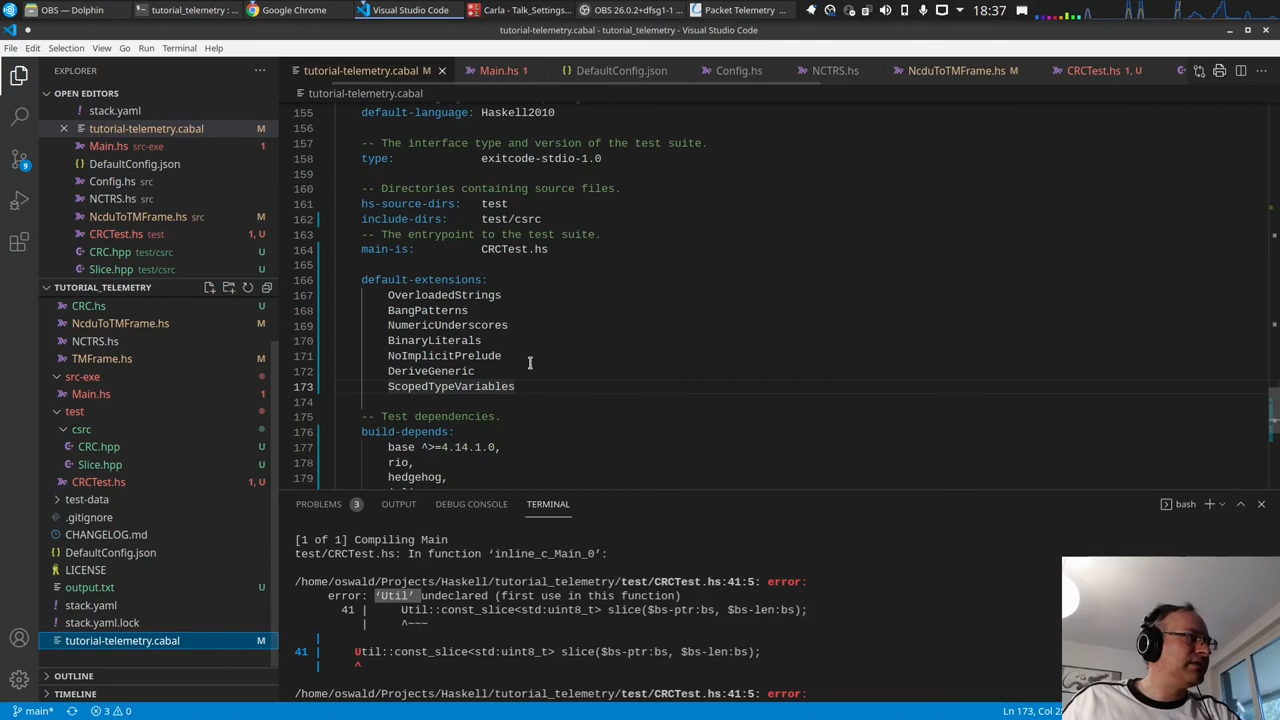 OBS — Dolphin
tutorial_telemetry :
Google Chrome
Visual Studio Code
Carla - Talk_Settings...
OBS 26.0.2+dfsg1-1
Packet Telemetry
18:37
tutorial-telemetry.cabal - tutorial_telemetry - Visual Studio Code
File Edit Selection View Go Run Terminal Help
EXPLORER
OPEN EDITORS
stack.yaml
tutorial-telemetry.cabal M
Main.hs src-exe 1
DefaultConfig.json
Config.hs src
NCTRS.hs src
NcduToTMFrame.hs src M
CRCTest.hs test 1, U
CRC.hpp test/csrc U
Slice.hpp test/csrc U
TUTORIAL_TELEMETRY
CRC.hs U
NcduToTMFrame.hs M
NCTRS.hs
TMFrame.hs M
src-exe
Main.hs 1
test
csrc
CRC.hpp U
Slice.hpp U
CRCTest.hs 1, U
test-data
.gitignore
CHANGELOG.md
DefaultConfig.json
LICENSE
output.txt U
stack.yaml
stack.yaml.lock
tutorial-telemetry.cabal M
OUTLINE
TIMELINE
9
tutorial-telemetry.cabal M
Main.hs 1
DefaultConfig.json
Config.hs
NCTRS.hs
NcduToTMFrame.hs M
CRCTest.hs 1, U
tutorial-telemetry.cabal
155 default-language: Haskell2010
156
157 -- The interface type and version of the test suite.
158 type: exitcode-stdio-1.0
159
160 -- Directories containing source files.
161 hs-source-dirs: test
162 include-dirs: test/csrc
163 -- The entrypoint to the test suite.
164 main-is: CRCTest.hs
165
166 default-extensions:
167 OverloadedStrings
168 BangPatterns
169 NumericUnderscores
170 BinaryLiterals
171 NoImplicitPrelude
172 DeriveGeneric
173 ScopedTypeVariables
174
175 -- Test dependencies.
176 build-depends:
177 base ^>=4.14.1.0,
178 rio,
179 hedgehog,
PROBLEMS 3 OUTPUT DEBUG CONSOLE TERMINAL
bash
[1 of 1] Compiling Main
test/CRCTest.hs: In function ‘inline_c_Main_0’:
/home/oswald/Projects/Haskell/tutorial_telemetry/test/CRCTest.hs:41:5: error:
error: ‘Util’ undeclared (first use in this function)
41 | Util::const_slice<std:uint8_t> slice($bs-ptr:bs, $bs-len:bs);
| ^~~~
|
41 | Util::const_slice<std:uint8_t> slice($bs-ptr:bs, $bs-len:bs);
| ^
/home/oswald/Projects/Haskell/tutorial_telemetry/test/CRCTest.hs:41:5: error:
main* 3 0
Ln 173, Col